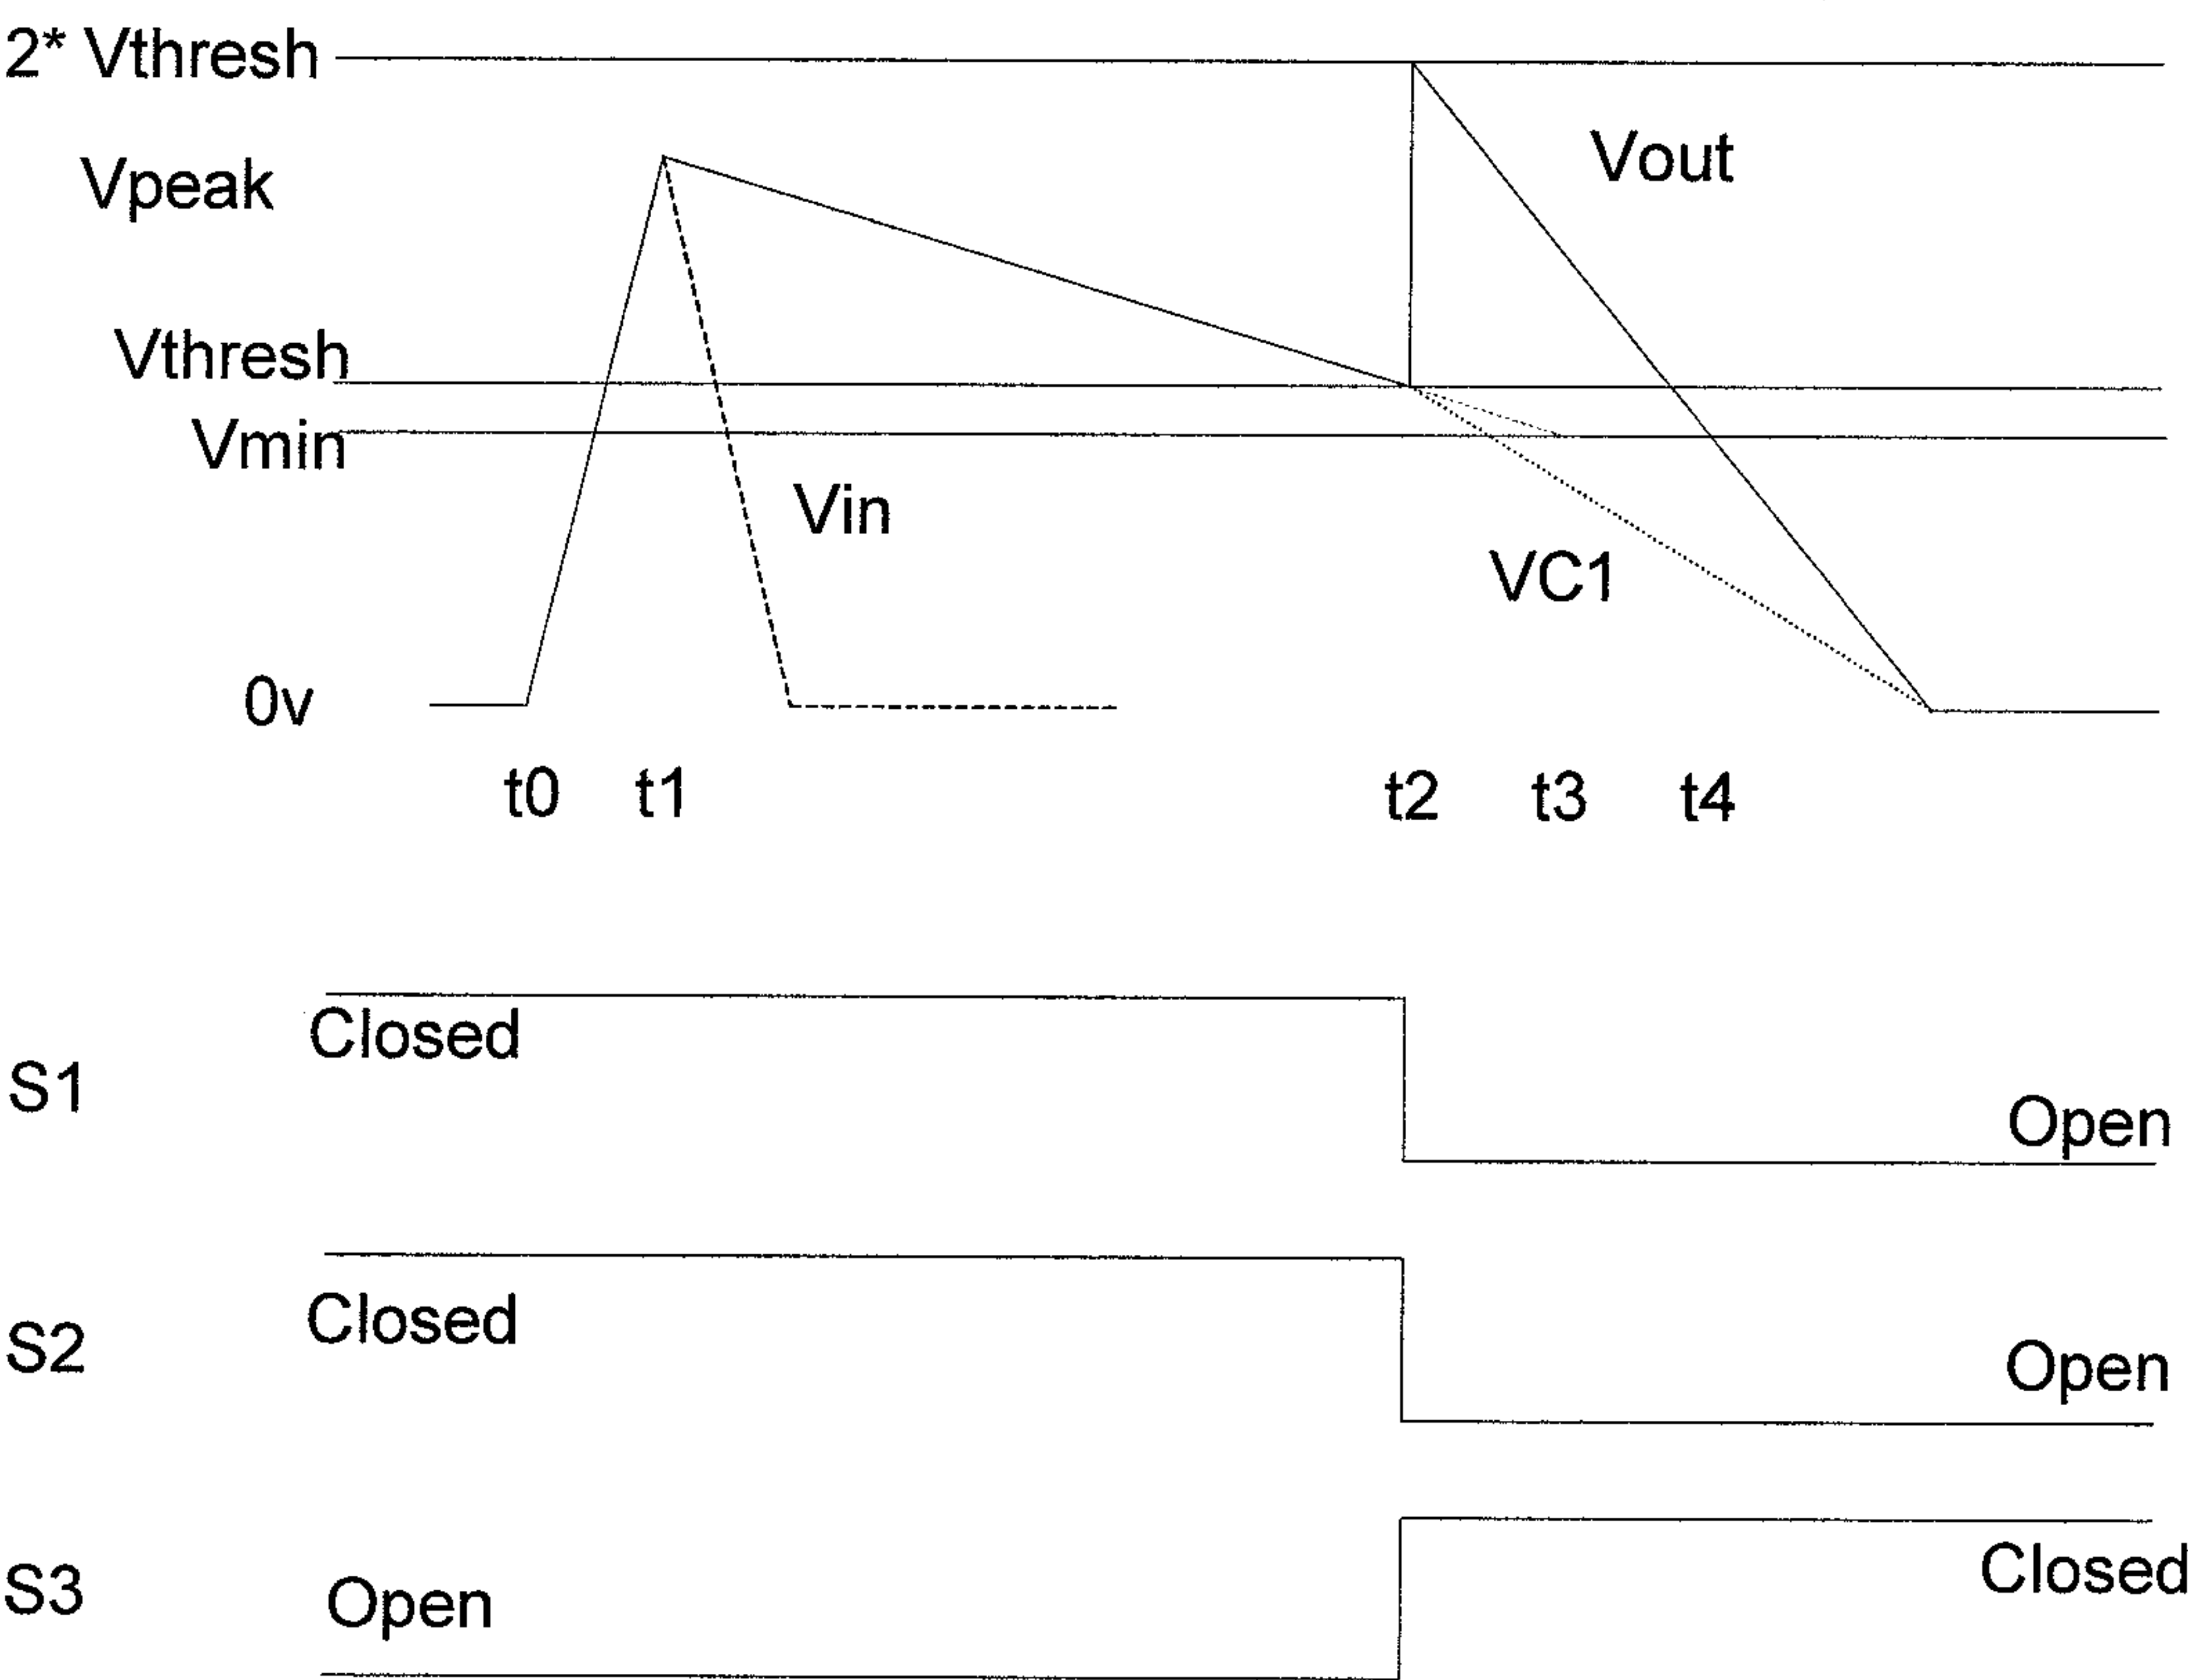 2* Vthresh
Vout
Vpeak
Vthresh
Vmin
Vin
VC1
0v
t0 t1 t2 t3 t4
Closed
S1
Open
Closed
S2
Open
Closed
S3
Open